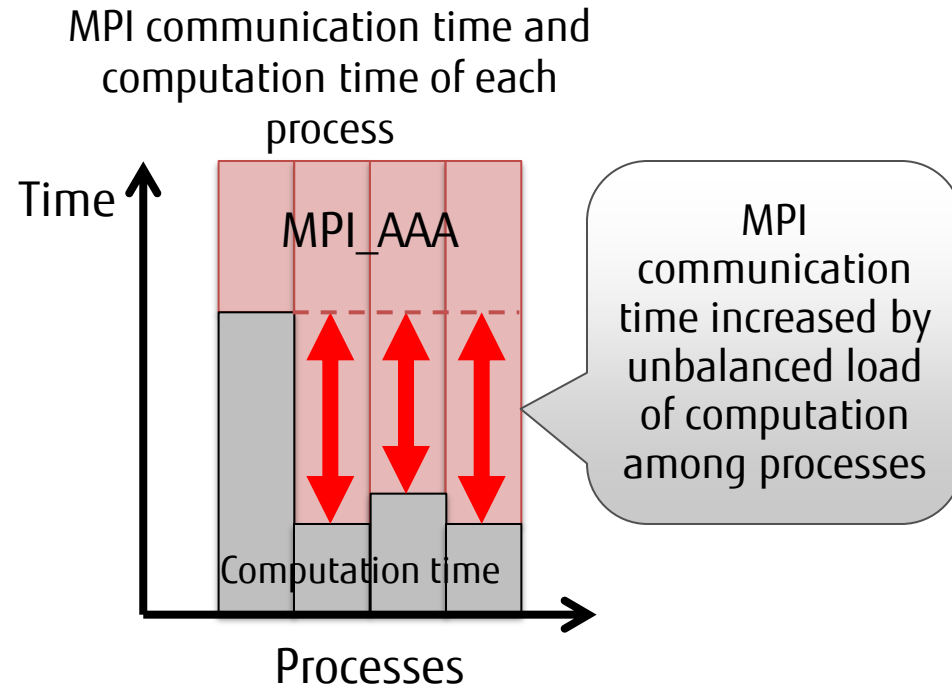 MPI communication time and
computation time of each
process
Time
MPI_AAA
MPI
communication
time increased by
unbalanced load
of computation
among processes
Computation time
Processes